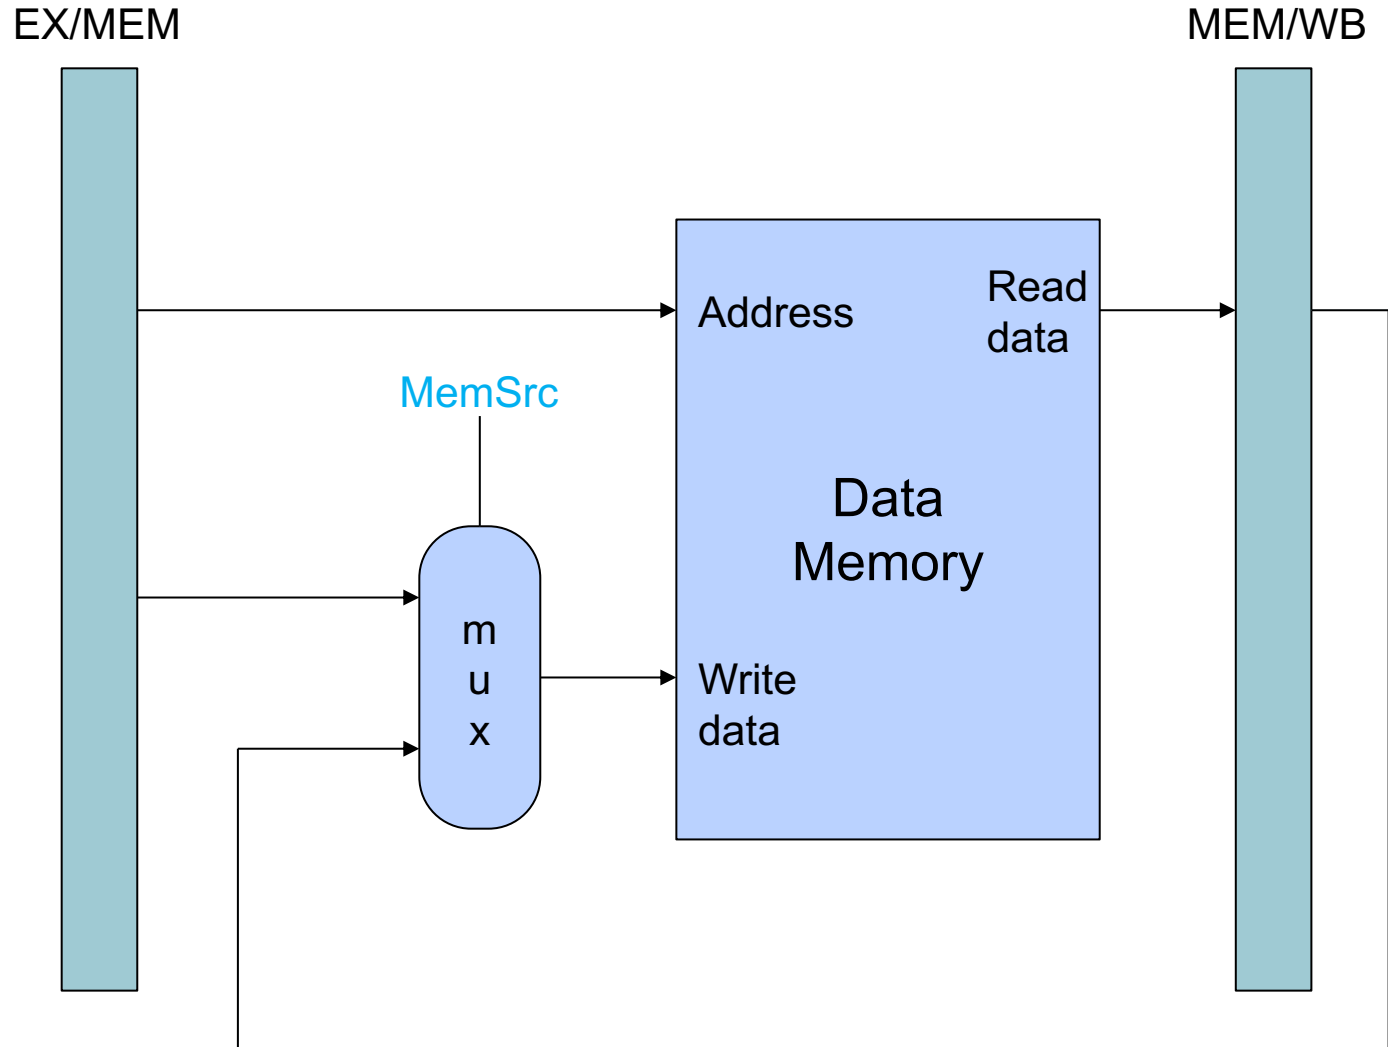 EX/MEM
MEM/WB
Address
Read
data
MemSrc
Data
Memory
m
u
x
Write
data